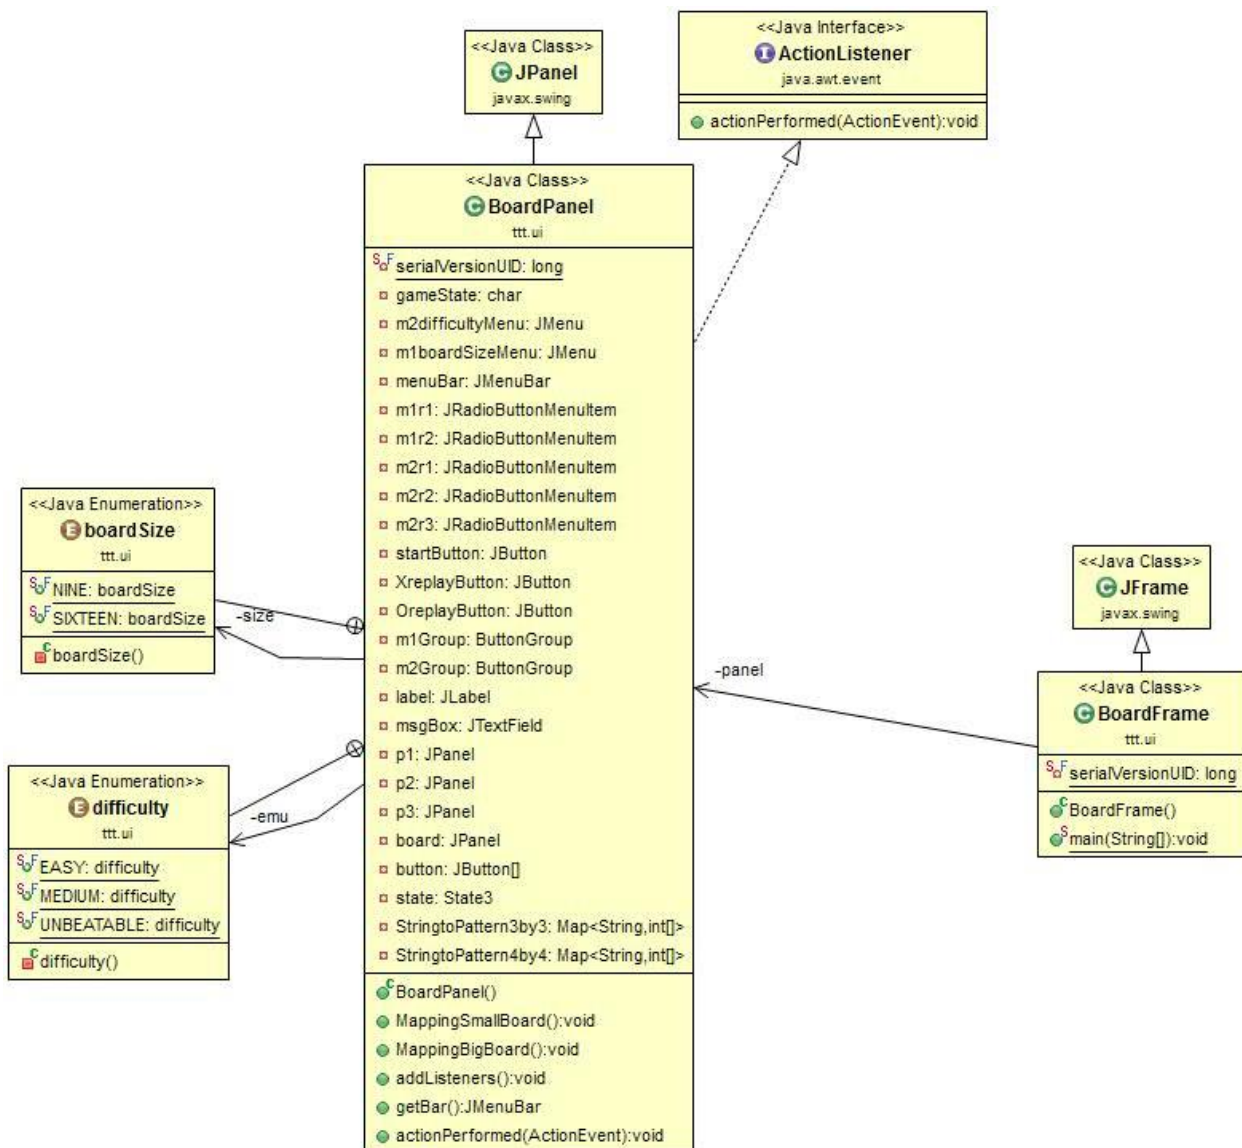 <<Java Class>>
JPanel
javax.swing
<<Java Interface>>
ActionListener
java.awt.event
actionPerformed(ActionEvent):void
<<Java Class>>
BoardPanel
ttt.ui
serialVersionUID: long
gameState: char
m2difficultyMenu: JMenu
m1boardSizeMenu: JMenu
menuBar: JMenuBar
m1r1: JRadioButtonMenuItem
m1r2: JRadioButtonMenuItem
m2r1: JRadioButtonMenuItem
m2r2: JRadioButtonMenuItem
m2r3: JRadioButtonMenuItem
startButton: JButton
XreplayButton: JButton
OreplayButton: JButton
m1Group: ButtonGroup
m2Group: ButtonGroup
label: JLabel
msgBox: JTextField
p1: JPanel
p2: JPanel
p3: JPanel
board: JPanel
button: JButton[]
state: State3
StringtoPattern3by3: Map<String,int[]>
StringtoPattern4by4: Map<String,int[]>
BoardPanel()
MappingSmallBoard():void
MappingBigBoard():void
addListeners():void
getBar():JMenuBar
actionPerformed(ActionEvent):void
<<Java Enumeration>>
boardSize
ttt.ui
NINE: boardSize
SIXTEEN: boardSize
boardSize()
-size
<<Java Enumeration>>
difficulty
ttt.ui
EASY: difficulty
MEDIUM: difficulty
UNBEATABLE: difficulty
difficulty()
-emu
-panel
<<Java Class>>
JFrame
javax.swing
<<Java Class>>
BoardFrame
ttt.ui
serialVersionUID: long
BoardFrame()
main(String[]):void